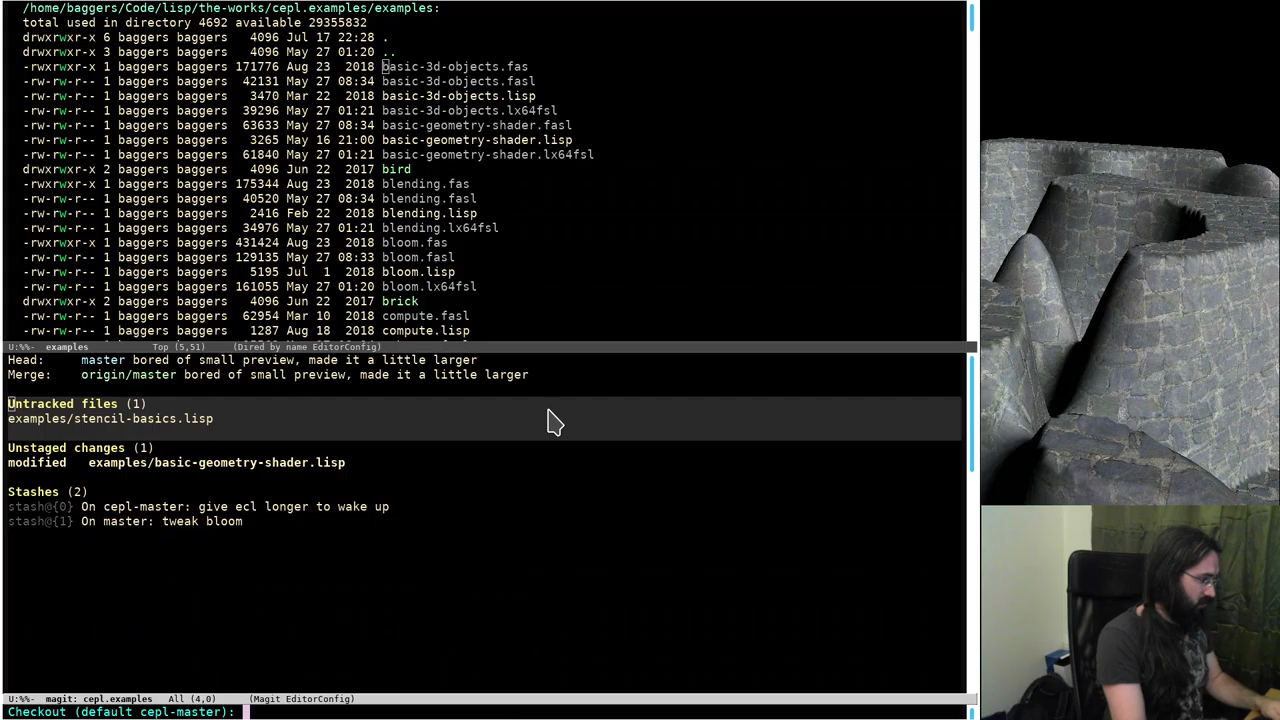 /home/baggers/Code/lisp/the-works/cepl.examples/examples:
total used in directory 4692 available 29355832
drwxrwxr-x 6 baggers baggers   4096 Jul 17 22:28 .
drwxrwxr-x 3 baggers baggers   4096 May 27 01:20 ..
-rwxrwxr-x 1 baggers baggers 171776 Aug 23  2018 basic-3d-objects.fas
-rw-rw-r-- 1 baggers baggers  42131 May 27 08:34 basic-3d-objects.fasl
-rw-rw-r-- 1 baggers baggers   3470 Mar 22  2018 basic-3d-objects.lisp
-rw-rw-r-- 1 baggers baggers  39296 May 27 01:21 basic-3d-objects.lx64fsl
-rw-rw-r-- 1 baggers baggers  63633 May 27 08:34 basic-geometry-shader.fasl
-rw-rw-r-- 1 baggers baggers   3265 May 16 21:00 basic-geometry-shader.lisp
-rw-rw-r-- 1 baggers baggers  61840 May 27 01:21 basic-geometry-shader.lx64fsl
drwxrwxr-x 2 baggers baggers   4096 Jun 22  2017 bird
-rwxrwxr-x 1 baggers baggers 175344 Aug 23  2018 blending.fas
-rw-rw-r-- 1 baggers baggers  40520 May 27 08:34 blending.fasl
-rw-rw-r-- 1 baggers baggers   2416 Feb 22  2018 blending.lisp
-rw-rw-r-- 1 baggers baggers  34976 May 27 01:21 blending.lx64fsl
-rwxrwxr-x 1 baggers baggers 431424 Aug 23  2018 bloom.fas
-rw-rw-r-- 1 baggers baggers 129135 May 27 08:33 bloom.fasl
-rw-rw-r-- 1 baggers baggers   5195 Jul  1  2018 bloom.lisp
-rw-rw-r-- 1 baggers baggers 161055 May 27 01:20 bloom.lx64fsl
drwxrwxr-x 2 baggers baggers   4096 Jun 22  2017 brick
-rw-rw-r-- 1 baggers baggers  62954 Mar 10  2018 compute.fasl
-rw-rw-r-- 1 baggers baggers   1287 Aug 18  2018 compute.lisp
U:%%-  examples       Top (5,51)     (Dired by name EditorConfig)
Head:     master bored of small preview, made it a little larger
Merge:    origin/master bored of small preview, made it a little larger
Untracked files (1)
examples/stencil-basics.lisp
Unstaged changes (1)
modified   examples/basic-geometry-shader.lisp
Stashes (2)
stash@{0} On cepl-master: give ecl longer to wake up
stash@{1} On master: tweak bloom
U:%%-  magit: cepl.examples   All (4,0)     (Magit EditorConfig)
Checkout (default cepl-master):